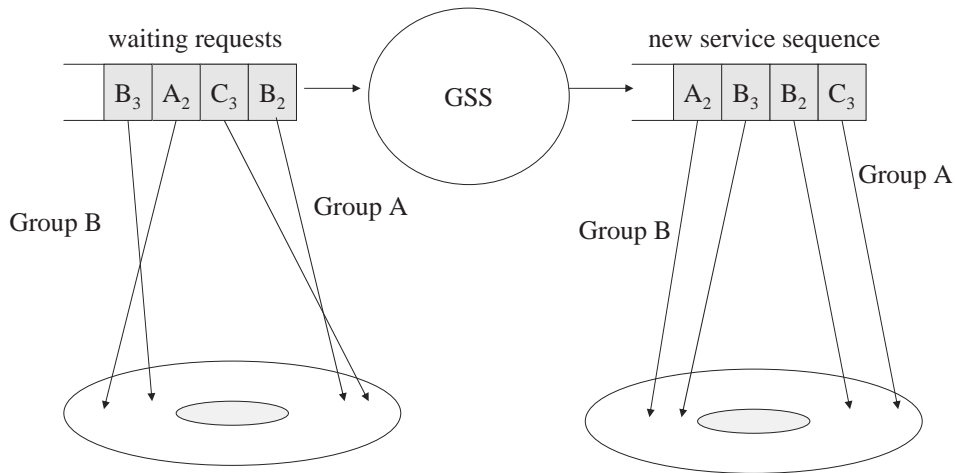 waiting requests
B₃ A₂ C₃ B₂
Group B
Group A
GSS
new service sequence
A₂ B₃ B₂ C₃
Group B
Group A